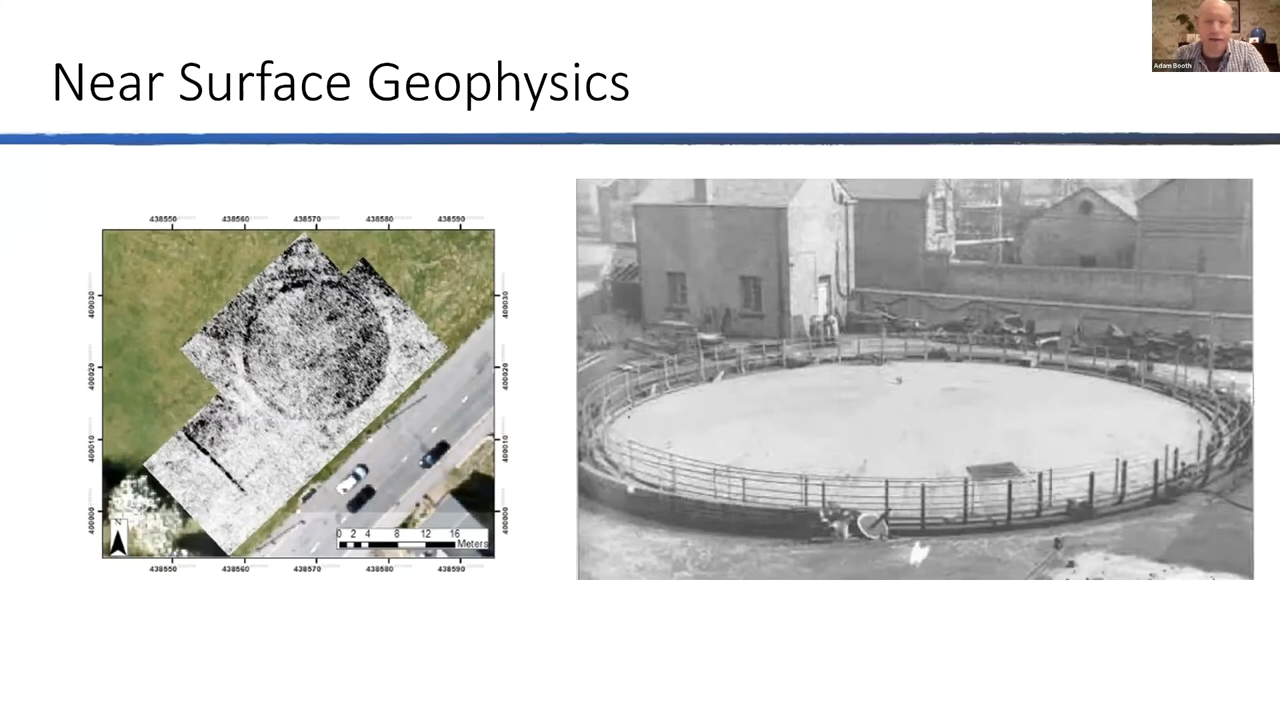 Near Surface Geophysics
Adam Booth
438550 438560 438570 438580 438590
400030 400030
400020 400020
400010 400010
400000 400000
N
0 2 4 8 12 16
Meters
438550 438560 438570 438580 438590